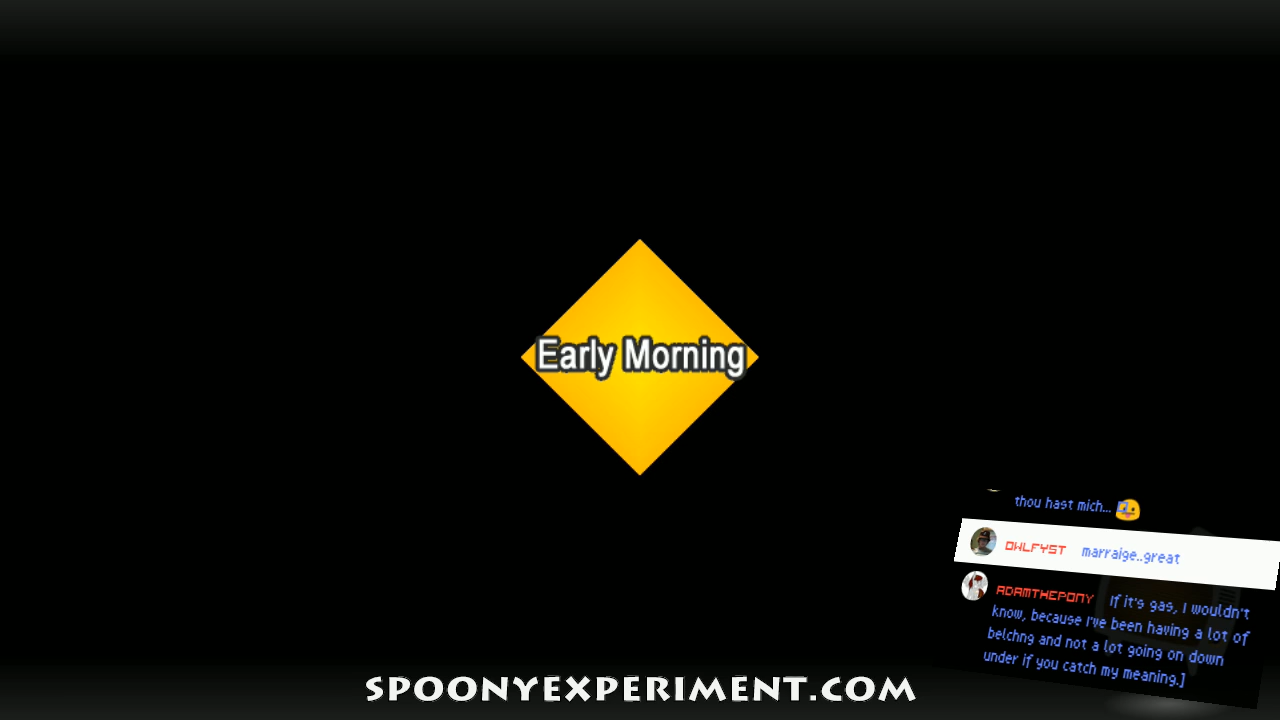 Early Morning
thou hast mich...
OWLFYST marraige..great
ADAMTHEPONY If it's gas, I wouldn't
know, because I've been having a lot of
belchng and not a lot going on down
under if you catch my meaning.]
SPOONYEXPERIMENT.COM